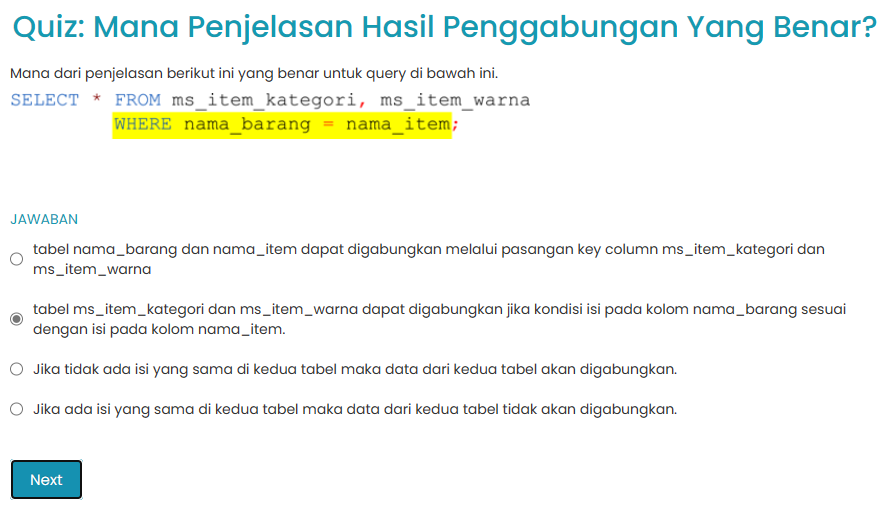 Quiz: Mana Penjelasan Hasil Penggabungan Yang Benar?
Mana dari penjelasan berikut ini yang benar untuk query di bawah ini.
SELECT * FROM ms_item_kategori, ms_item_warna
WHERE nama_barang = nama_item;
JAWABAN
tabel nama_barang dan nama_item dapat digabungkan melalui pasangan key column ms_item_kategori dan
ms_item_warna
tabel ms_item_kategori dan ms_item_warna dapat digabungkan jika kondisi isi pada kolom nama_barang sesuai
dengan isi pada kolom nama_item.
Jika tidak ada isi yang sama di kedua tabel maka data dari kedua tabel akan digabungkan.
Jika ada isi yang sama di kedua tabel maka data dari kedua tabel tidak akan digabungkan.
Next